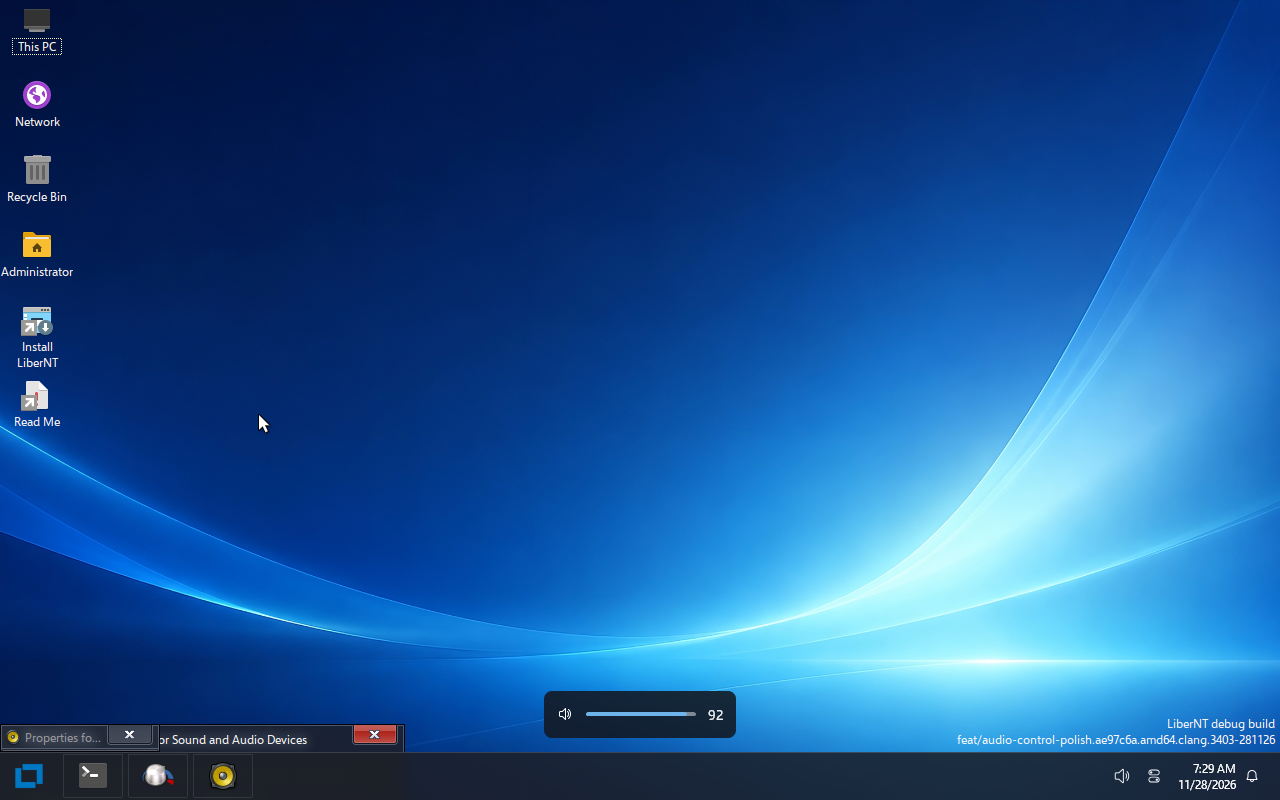 This PC
Network
Recycle Bin
Administrator
Install
LiberNT
Read Me
92
Properties fo...
or Sound and Audio Devices
LiberNT debug build
feat/audio-control-polish.ae97c6a.amd64.clang.3403-281126
7:29 AM
11/28/2026